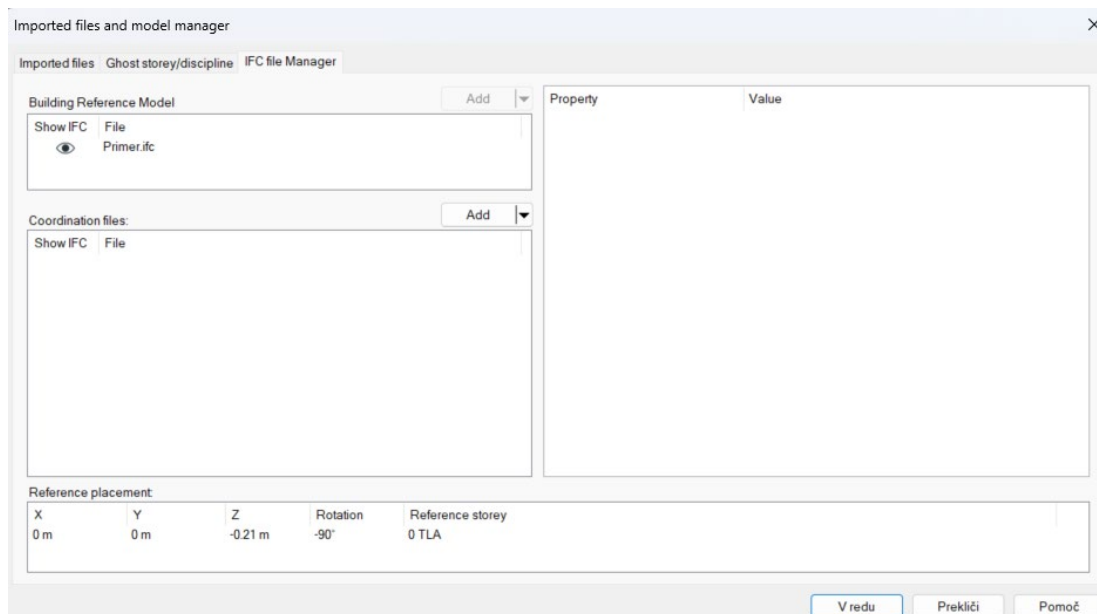 Imported files and model manager
Imported files Ghost storey/discipline IFC file Manager
Building Reference Model Add
Show IFC File
Primer.ifc
Coordination files: Add
Show IFC File
Property Value
Reference placement:
X Y Z Rotation Reference storey
0 m 0 m -0.21 m -90° 0 TLA
V redu Prekliči Pomoč